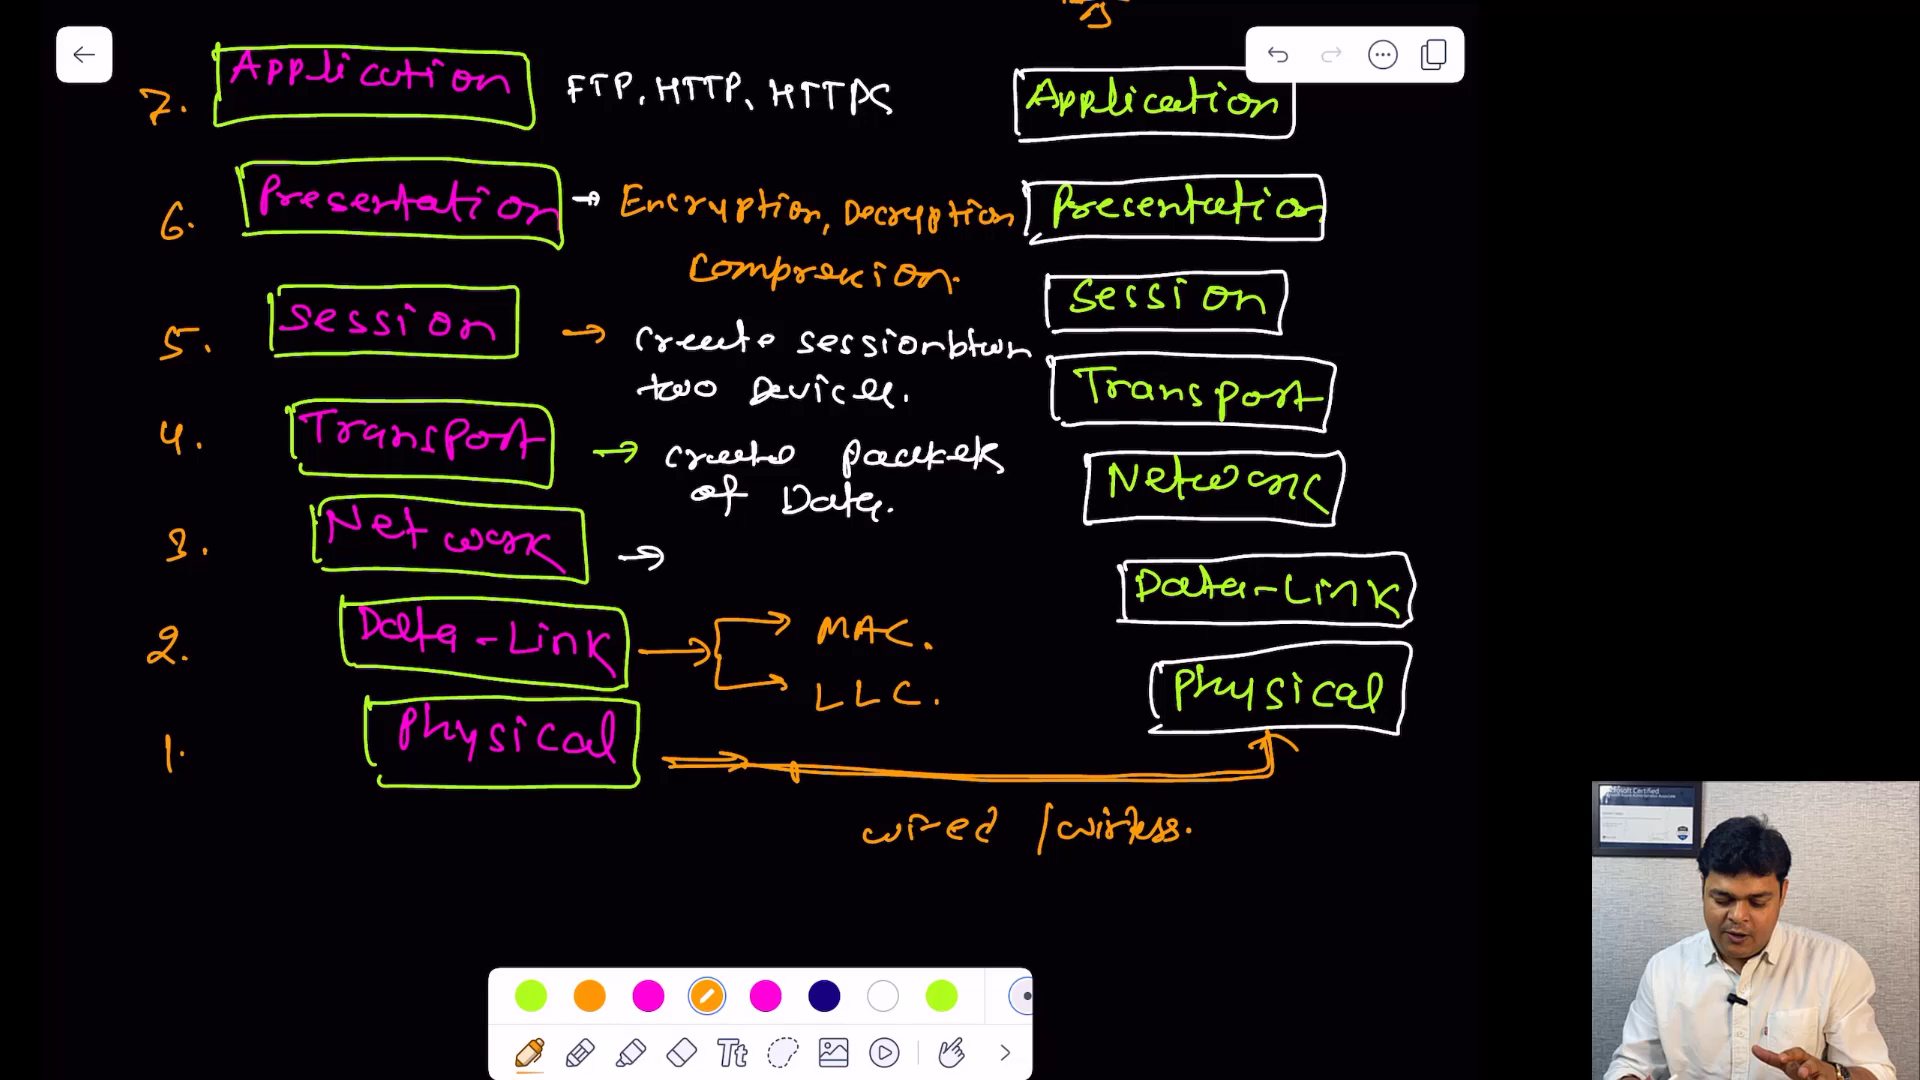 7. Application FTP, HTTP, HTTPS Application
6. Presentation → Encryption, Decryption Presentation
Compression.
5. Session → create session btwn Session
two Devices.
4. Transport → create packets Transport
of Data.
3. Network → Network
2. Data-Link → MAC. Data-Link
LLC.
1. Physical Physical
wired / wirless.
Tt